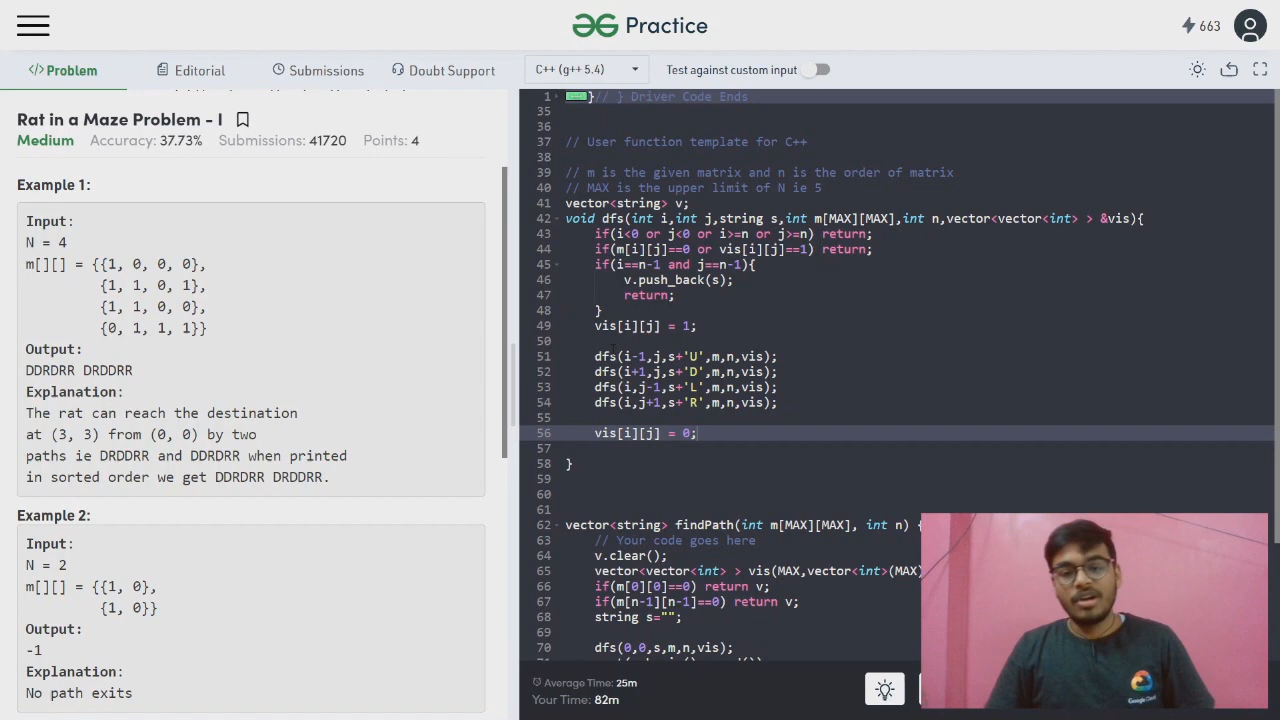 Practice
663
</> Problem
Editorial
Submissions
Doubt Support
C++ (g++ 5.4)
Test against custom input
Rat in a Maze Problem - I
Medium Accuracy: 37.73% Submissions: 41720 Points: 4
Example 1:
Input:
N = 4
m[][] = {{1, 0, 0, 0},
{1, 1, 0, 1},
{1, 1, 0, 0},
{0, 1, 1, 1}}
Output:
DDRDRR DRDDRR
Explanation:
The rat can reach the destination
at (3, 3) from (0, 0) by two
paths ie DRDDRR and DDRDRR when printed
in sorted order we get DDRDRR DRDDRR.
Example 2:
Input:
N = 2
m[][] = {{1, 0},
{1, 0}}
Output:
-1
Explanation:
No path exits
1 }// } Driver Code Ends
35
36
37 // User function template for C++
38
39 // m is the given matrix and n is the order of matrix
40 // MAX is the upper limit of N ie 5
41 vector<string> v;
42 void dfs(int i,int j,string s,int m[MAX][MAX],int n,vector<vector<int> > &vis){
43 if(i<0 or j<0 or i>=n or j>=n) return;
44 if(m[i][j]==0 or vis[i][j]==1) return;
45 if(i==n-1 and j==n-1){
46 v.push_back(s);
47 return;
48 }
49 vis[i][j] = 1;
50
51 dfs(i-1,j,s+'U',m,n,vis);
52 dfs(i+1,j,s+'D',m,n,vis);
53 dfs(i,j-1,s+'L',m,n,vis);
54 dfs(i,j+1,s+'R',m,n,vis);
55
56 vis[i][j] = 0;
57
58 }
59
60
61
62 vector<string> findPath(int m[MAX][MAX], int n) {
63 // Your code goes here
64 v.clear();
65 vector<vector<int> > vis(MAX,vector<int>(MAX)
66 if(m[0][0]==0) return v;
67 if(m[n-1][n-1]==0) return v;
68 string s="";
69
70 dfs(0,0,s,m,n,vis);
Average Time: 25m
Your Time: 82m
Google Cloud